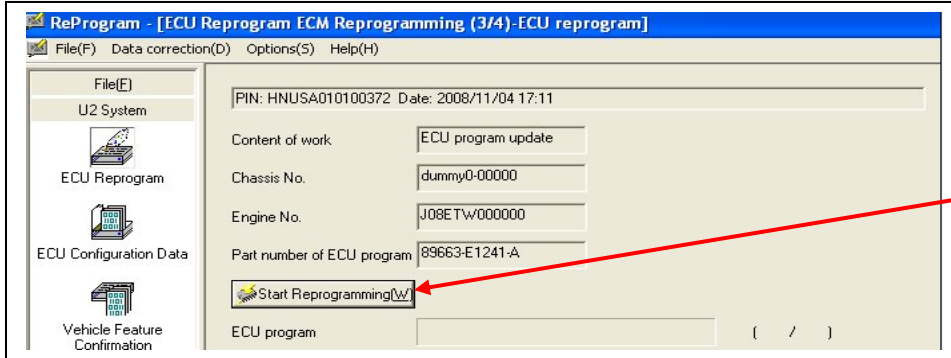 ReProgram - [ECU Reprogram ECM Reprogramming (3/4)-ECU reprogram]
File(F) Data correction(D) Options(S) Help(H)
File(F)
U2 System
ECU Reprogram
ECU Configuration Data
Vehicle Feature
Confirmation
PIN: HNUSA010100372 Date: 2008/11/04 17:11
Content of work ECU program update
Chassis No. dummy0-00000
Engine No. J08ETW000000
Part number of ECU program 89663-E1241-A
Start Reprogramming(W)
ECU program ( / )